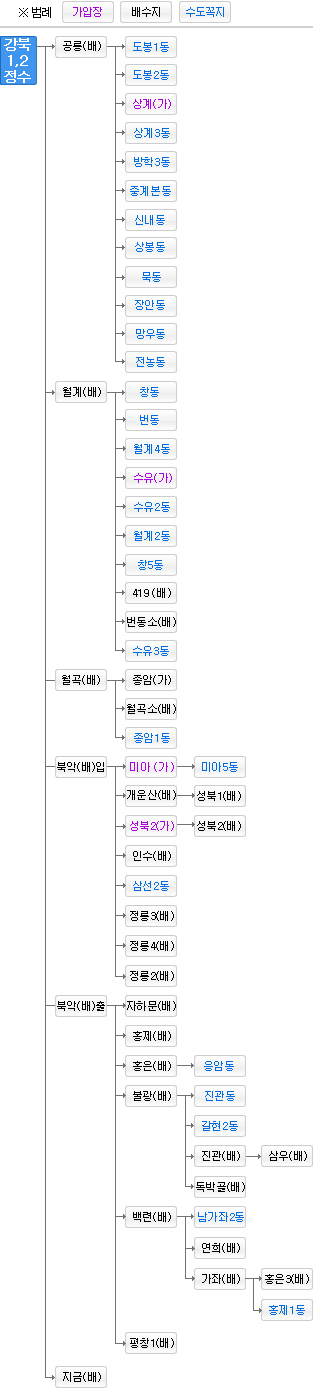 ※ 범례 가압장 배수지 수도꼭지
강북
1,2
정수
공릉(배)
도봉1동
도봉2동
상계(가)
상계3동
방학3동
중계본동
신내동
상봉동
묵동
장안동
망우동
전농동
월계(배)
창동
번동
월계4동
수유(가)
수유2동
월계2동
창5동
419(배)
번동소(배)
수유3동
월곡(배)
종암(가)
월곡소(배)
종암1동
북악(배)입
미아(가)
미아5동
개운산(배)
성북1(배)
성북2(가)
성북2(배)
인수(배)
삼선2동
정릉3(배)
정릉4(배)
정릉2(배)
북악(배)출
자하문(배)
홍제(배)
홍은(배)
응암동
불광(배)
진관동
갈현2동
진관(배)
삼우(배)
독박골(배)
백련(배)
남가좌2동
연희(배)
가좌(배)
홍은3(배)
홍제1동
평창1(배)
지금(배)